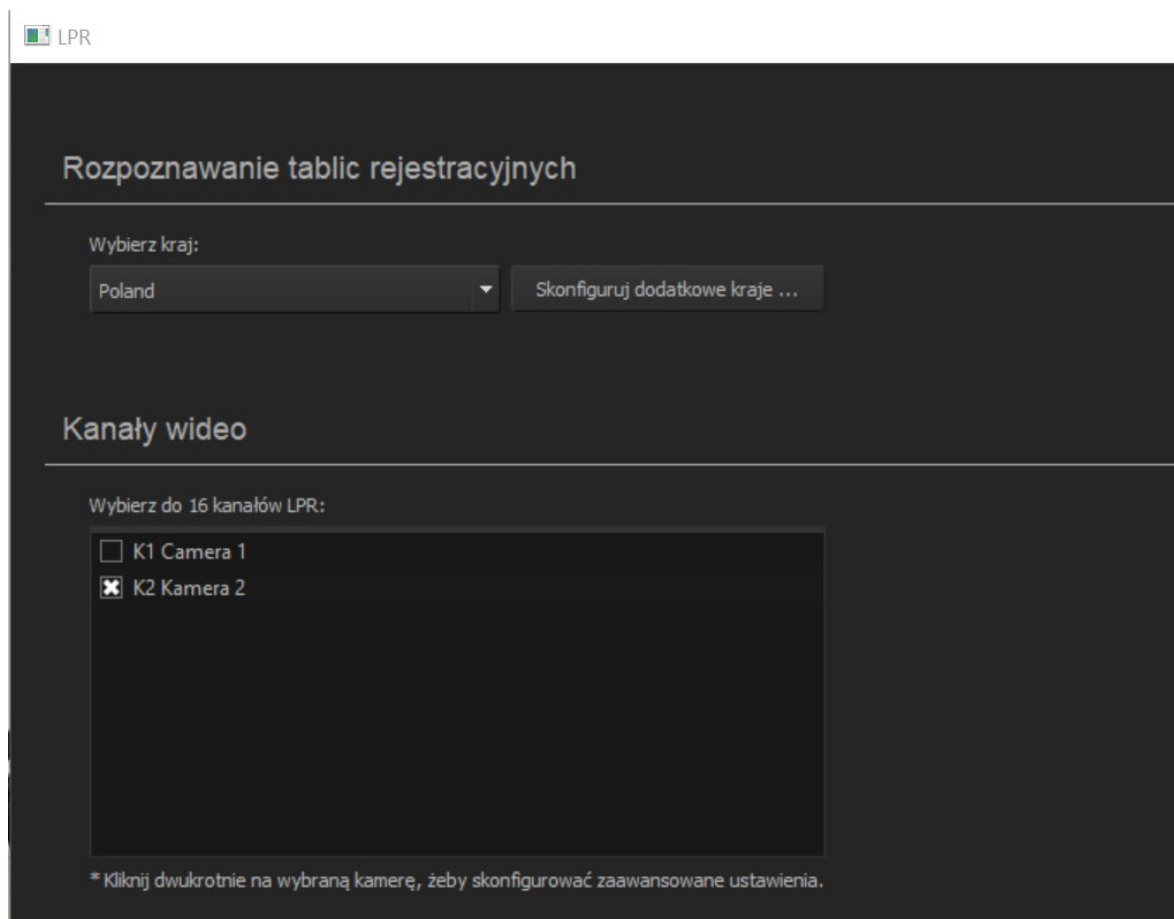 LPR
Rozpoznawanie tablic rejestracyjnych
Wybierz kraj:
Poland
Skonfiguruj dodatkowe kraje ...
Kanały wideo
Wybierz do 16 kanałów LPR:
K1 Camera 1
K2 Kamera 2
* Kliknij dwukrotnie na wybraną kamerę, żeby skonfigurować zaawansowane ustawienia.